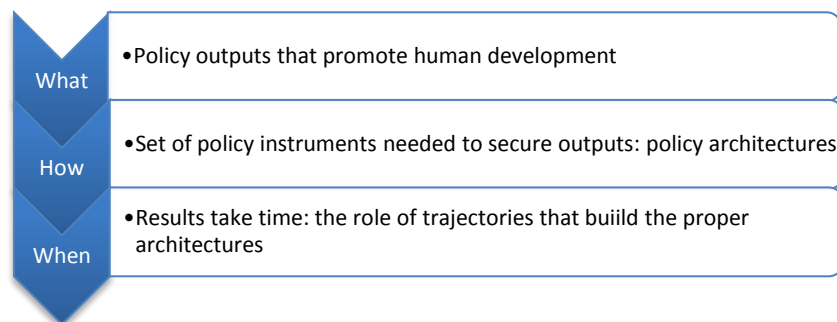 What
•Policy outputs that promote human development
How
•Set of policy instruments needed to secure outputs: policy architectures
When
•Results take time: the role of trajectories that buiild the proper
architectures